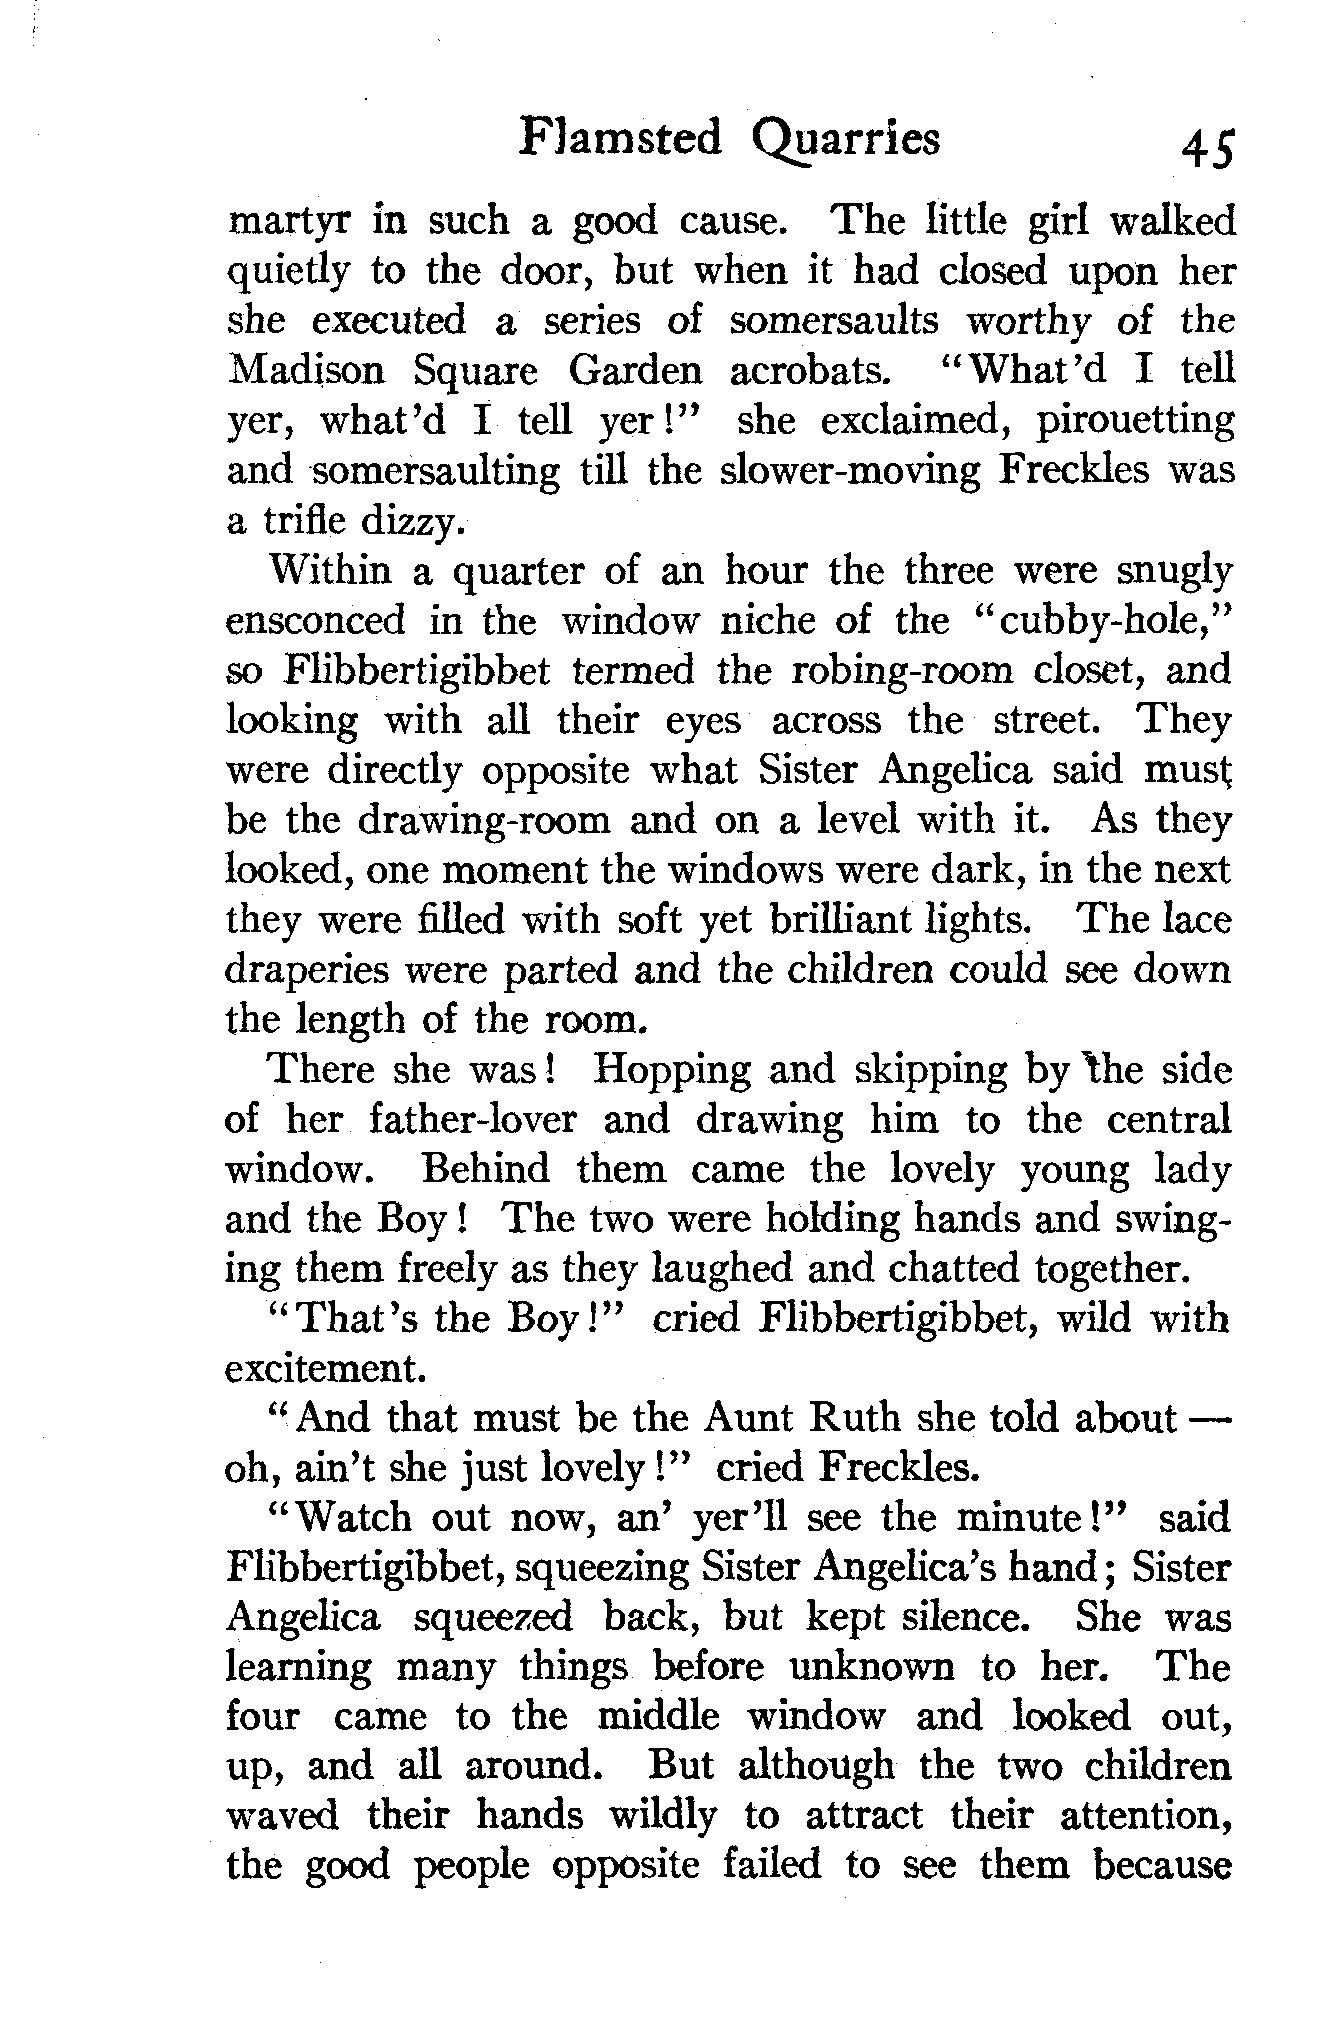 Flamsted Quarries 45
martyr in such a good cause. The little girl walked
quietly to the door, but when it had closed upon her
she executed a series of somersaults worthy of the
Madison Square Garden acrobats. "What'd I tell
yer, what'd I tell yer!" she exclaimed, pirouetting
and somersaulting till the slower-moving Freckles was
a trifle dizzy.
Within a quarter of an hour the three were snugly
ensconced in the window niche of the "cubby-hole,"
so Flibbertigibbet termed the robing-room closet, and
looking with all their eyes across the street. They
were directly opposite what Sister Angelica said must
be the drawing-room and on a level with it. As they
looked, one moment the windows were dark, in the next
they were filled with soft yet brilliant lights. The lace
draperies were parted and the children could see down
the length of the room.
There she was! Hopping and skipping by the side
of her father-lover and drawing him to the central
window. Behind them came the lovely young lady
and the Boy! The two were holding hands and swing-
ing them freely as they laughed and chatted together.
"That's the Boy!" cried Flibbertigibbet, wild with
excitement.
"And that must be the Aunt Ruth she told about —
oh, ain't she just lovely!" cried Freckles.
"Watch out now, an' yer'll see the minute!" said
Flibbertigibbet, squeezing Sister Angelica's hand; Sister
Angelica squeezed back, but kept silence. She was
learning many things before unknown to her. The
four came to the middle window and looked out,
up, and all around. But although the two children
waved their hands wildly to attract their attention,
the good people opposite failed to see them because